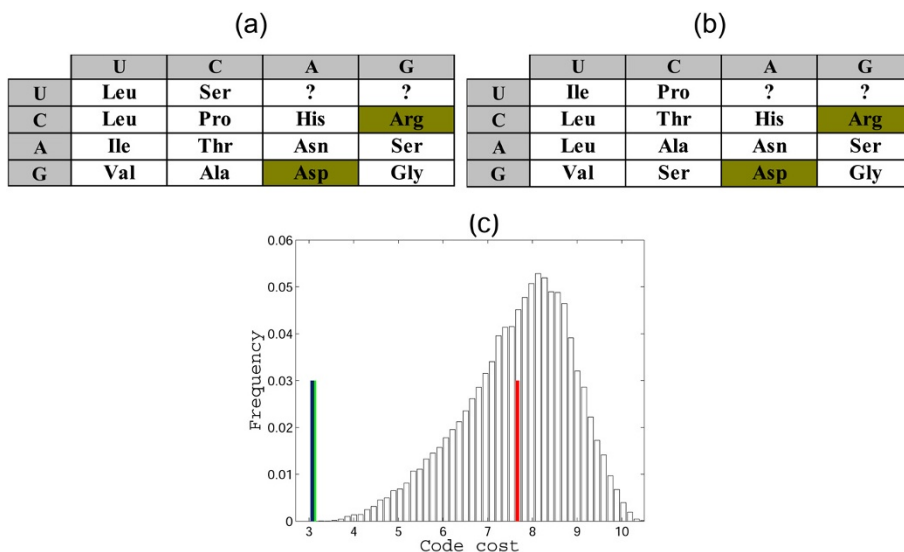 (a)
U C A G
U Leu Ser ? ?
C Leu Pro His Arg
A Ile Thr Asn Ser
G Val Ala Asp Gly
(b)
U C A G
U Ile Pro ? ?
C Leu Thr His Arg
A Leu Ala Asn Ser
G Val Ser Asp Gly
(c)
0.06
0.05
0.04
0.03
0.02
0.01
0
Frequency
3 4 5 6 7 8 9 10
Code cost